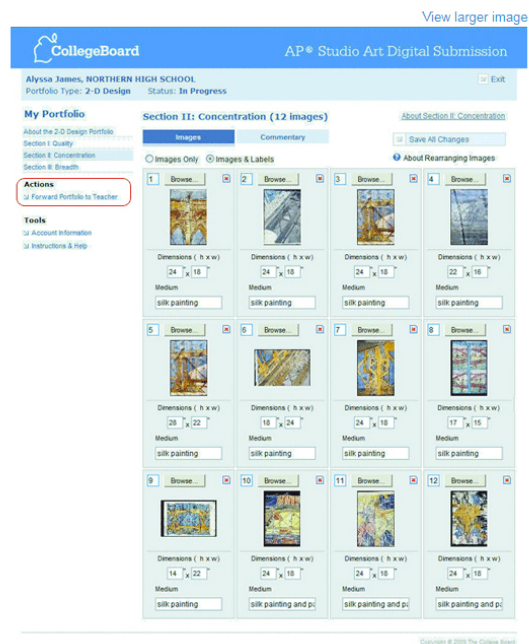 View larger image
CollegeBoard
AP® Studio Art Digital Submission
Alyssa James, NORTHERN HIGH SCHOOL
Exit
Portfolio Type: 2-D Design Status: In Progress
My Portfolio
About the 2-D Design Portfolio
Section I: Quality
Section II: Concentration
Section III: Breadth
Actions
Forward Portfolio to Teacher
Tools
Account Information
Instructions & Help
Section II: Concentration (12 images)
About Section II: Concentration
Images
Commentary
Save All Changes
Images Only Images & Labels
About Rearranging Images
1 Browse... 2 Browse... 3 Browse... 4 Browse...
Dimensions ( h x w) Dimensions ( h x w) Dimensions ( h x w) Dimensions ( h x w)
24 " x 18 " 24 " x 18 " 24 " x 18 " 22 " x 16 "
Medium Medium Medium Medium
silk painting silk painting silk painting silk painting
5 Browse... 6 Browse... 7 Browse... 8 Browse...
Dimensions ( h x w) Dimensions ( h x w) Dimensions ( h x w) Dimensions ( h x w)
28 " x 22 " 18 " x 24 " 24 " x 18 " 17 " x 15 "
Medium Medium Medium Medium
silk painting silk painting silk painting silk painting
9 Browse... 10 Browse... 11 Browse... 12 Browse...
Dimensions ( h x w) Dimensions ( h x w) Dimensions ( h x w) Dimensions ( h x w)
14 " x 22 " 24 " x 18 " 24 " x 18 " 24 " x 18 "
Medium Medium Medium Medium
silk painting silk painting and pa silk painting and pa silk painting and pa
Copyright © 2009 The College Board